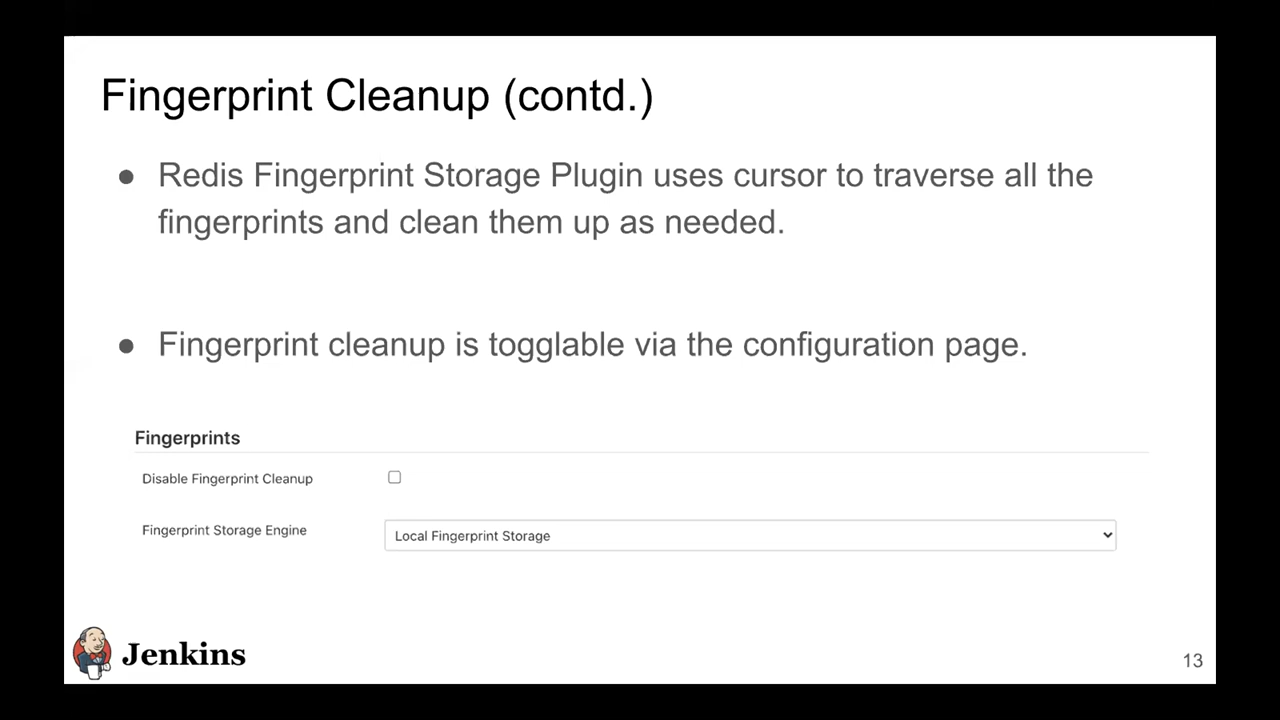 Fingerprint Cleanup (contd.)
● Redis Fingerprint Storage Plugin uses cursor to traverse all the
fingerprints and clean them up as needed.
● Fingerprint cleanup is togglable via the configuration page.
Fingerprints
Disable Fingerprint Cleanup
Fingerprint Storage Engine
Local Fingerprint Storage
Jenkins
13